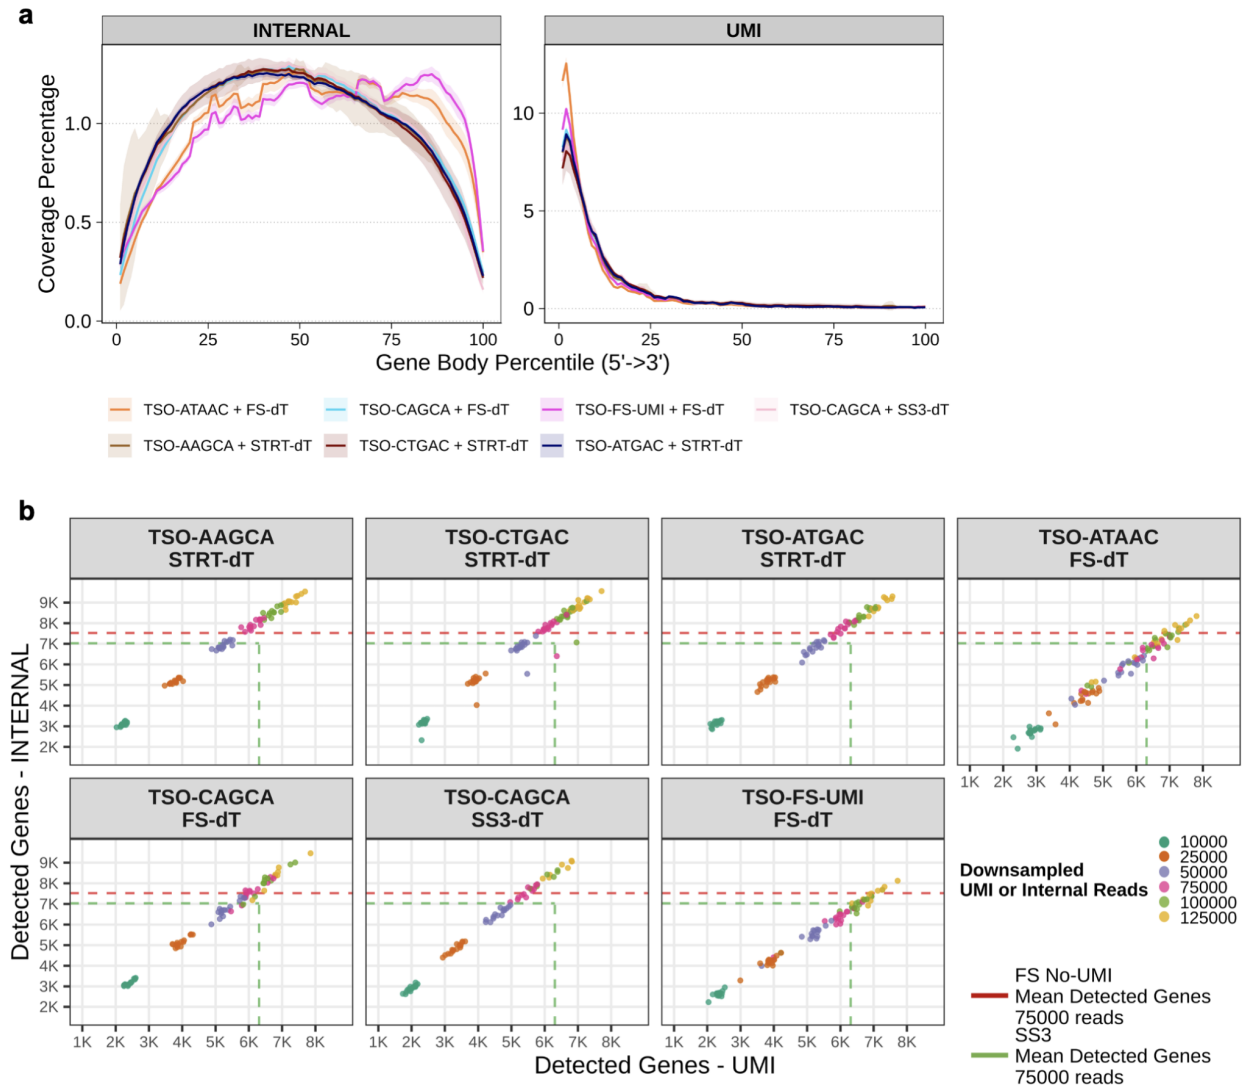 a
INTERNAL
UMI
Coverage Percentage
1.0
0.5
0.0
10
5
0
0 25 50 75 100
0 25 50 75 100
Gene Body Percentile (5'->3')
TSO-ATAAC + FS-dT
TSO-CAGCA + FS-dT
TSO-FS-UMI + FS-dT
TSO-CAGCA + SS3-dT
TSO-AAGCA + STRT-dT
TSO-CTGAC + STRT-dT
TSO-ATGAC + STRT-dT
b
TSO-AAGCA
STRT-dT
TSO-CTGAC
STRT-dT
TSO-ATGAC
STRT-dT
TSO-ATAAC
FS-dT
Detected Genes - INTERNAL
9K
8K
7K
6K
5K
4K
3K
2K
1K 2K 3K 4K 5K 6K 7K 8K
TSO-CAGCA
FS-dT
TSO-CAGCA
SS3-dT
TSO-FS-UMI
FS-dT
9K
8K
7K
6K
5K
4K
3K
2K
1K 2K 3K 4K 5K 6K 7K 8K
1K 2K 3K 4K 5K 6K 7K 8K
1K 2K 3K 4K 5K 6K 7K 8K
Detected Genes - UMI
Downsampled
UMI or Internal Reads
10000
25000
50000
75000
100000
125000
FS No-UMI
Mean Detected Genes
75000 reads
SS3
Mean Detected Genes
75000 reads